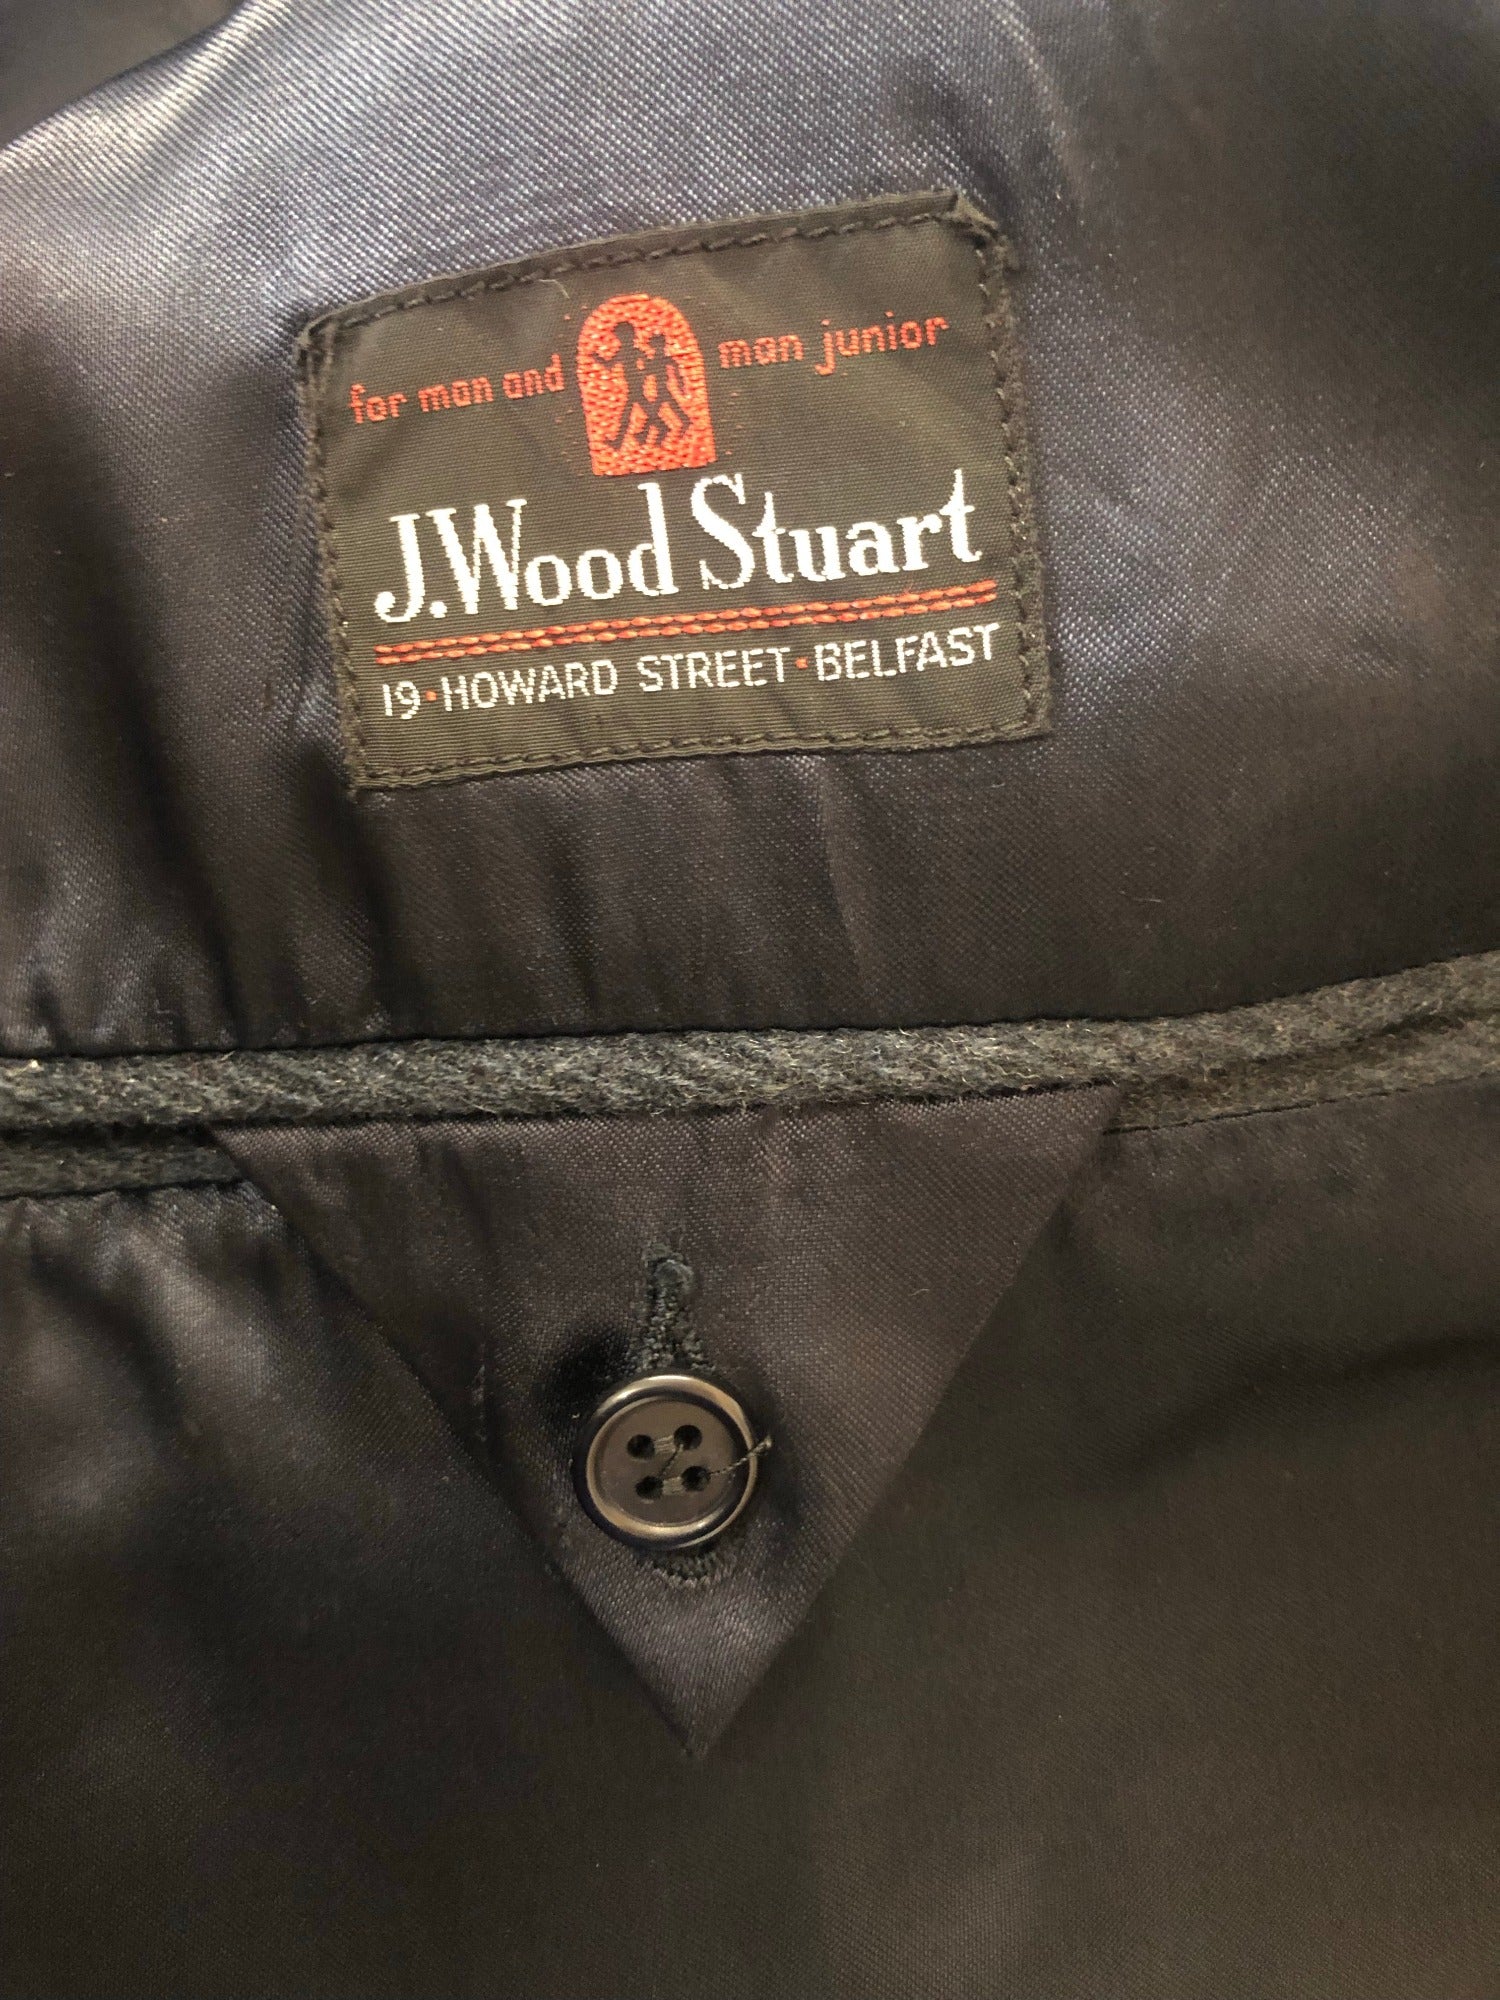 for man and man junior
J.Wood Stuart
19·HOWARD STREET·BELFAST